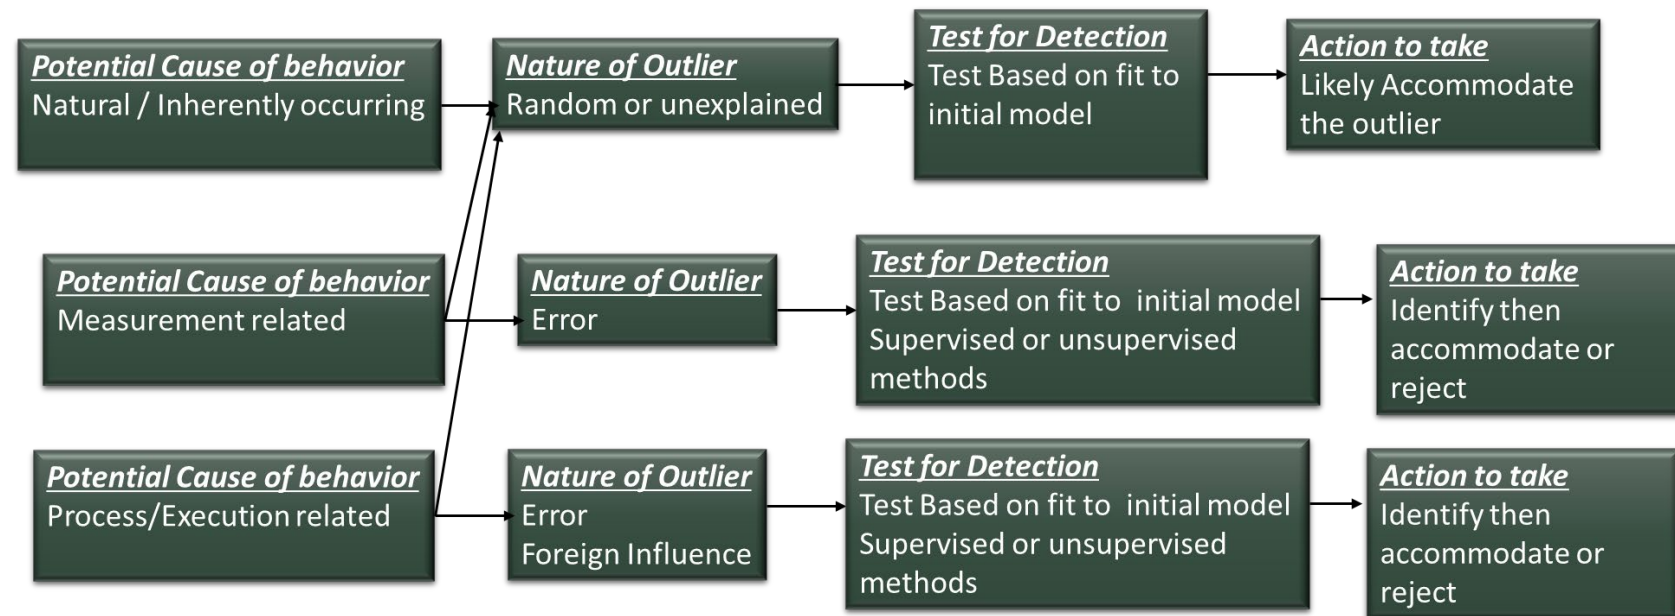 Potential Cause of behavior
Natural / Inherently occurring
Nature of Outlier
Random or unexplained
Test for Detection
Test Based on fit to
initial model
Action to take
Likely Accommodate
the outlier
Potential Cause of behavior
Measurement related
Nature of Outlier
Error
Test for Detection
Test Based on fit to  initial model
Supervised or unsupervised
methods
Action to take
Identify then
accommodate or
reject
Potential Cause of behavior
Process/Execution related
Nature of Outlier
Error
Foreign Influence
Test for Detection
Test Based on fit to  initial model
Supervised or unsupervised
methods
Action to take
Identify then
accommodate or
reject